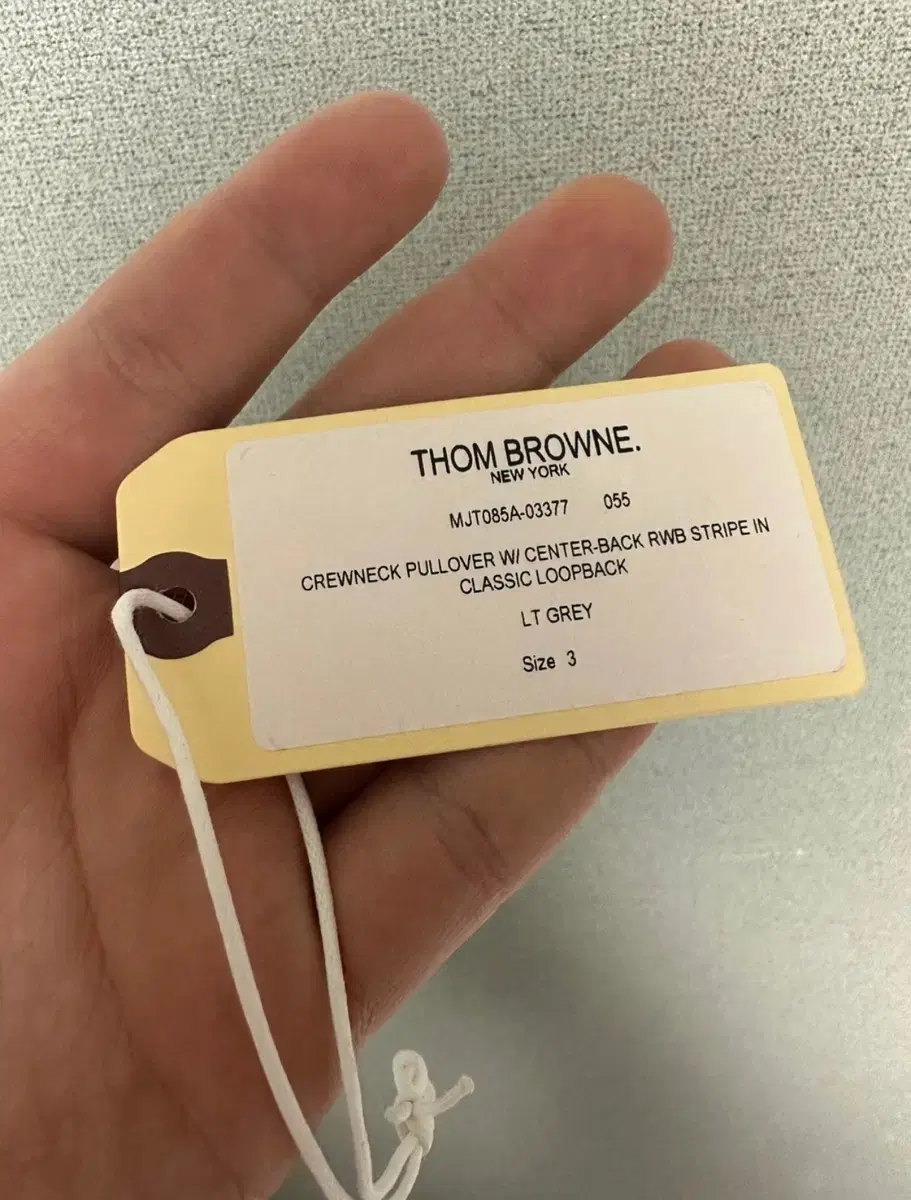 THOM BROWNE.
NEW YORK
MJT085A-03377 055
CREWNECK PULLOVER W/ CENTER-BACK RWB STRIPE IN
CLASSIC LOOPBACK
LT GREY
Size 3